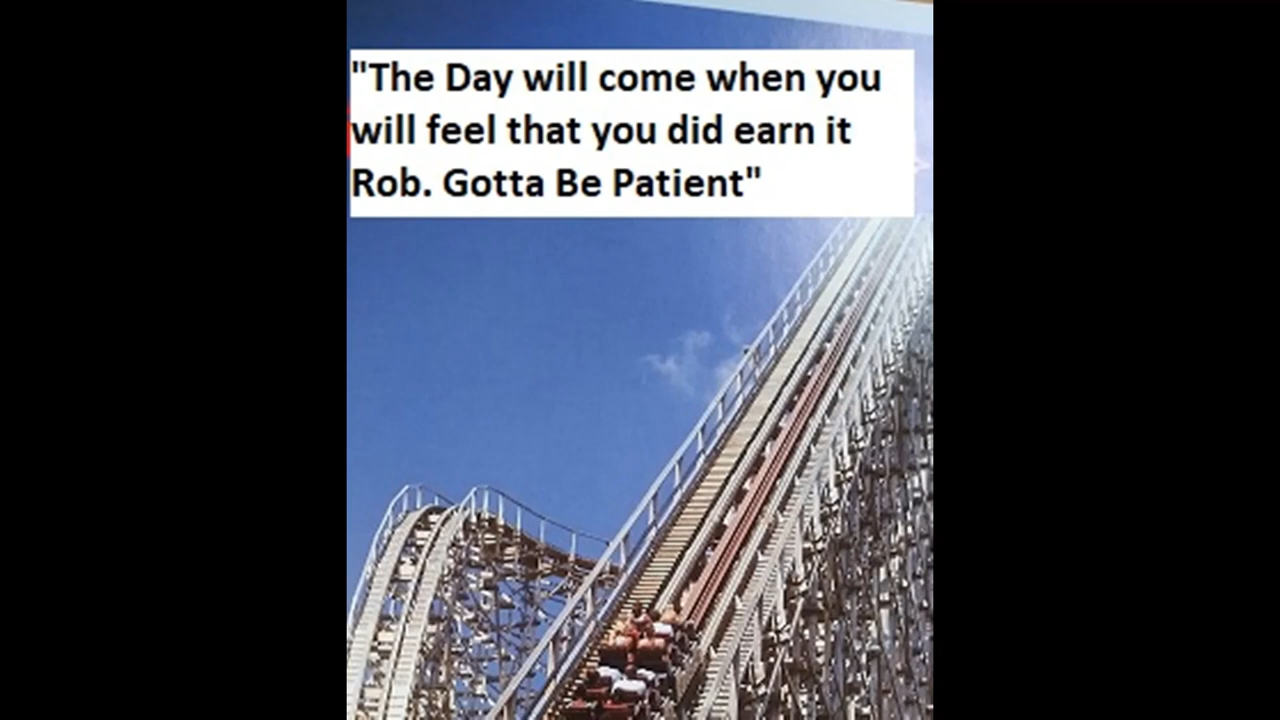 "The Day will come when you
will feel that you did earn it
Rob. Gotta Be Patient"